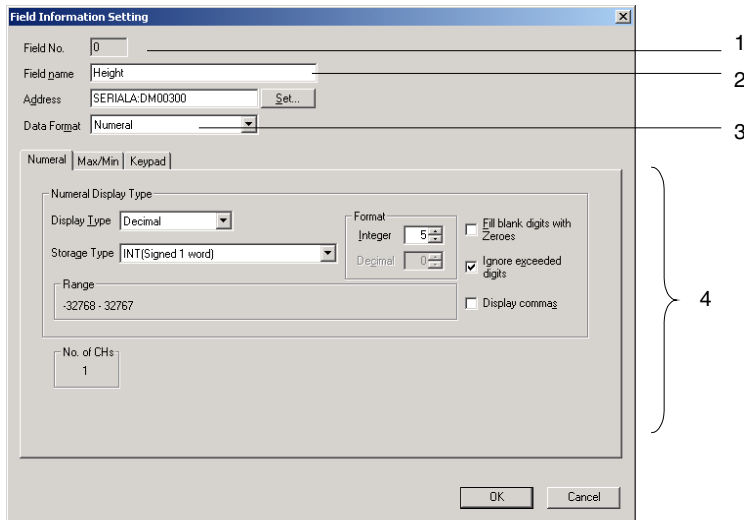 Field Information Setting
Field No. 0
1
Field name Height
2
Address SERIALA:DM00300 Set...
Data Format Numeral
3
Numeral Max/Min Keypad
Numeral Display Type
Display Type Decimal
Format
Integer 5
Fill blank digits with
Zeroes
Storage Type INT(Signed 1 word)
Decimal 0
Ignore exceeded
digits
Range
-32768 - 32767
Display commas
4
No. of CHs
1
OK Cancel